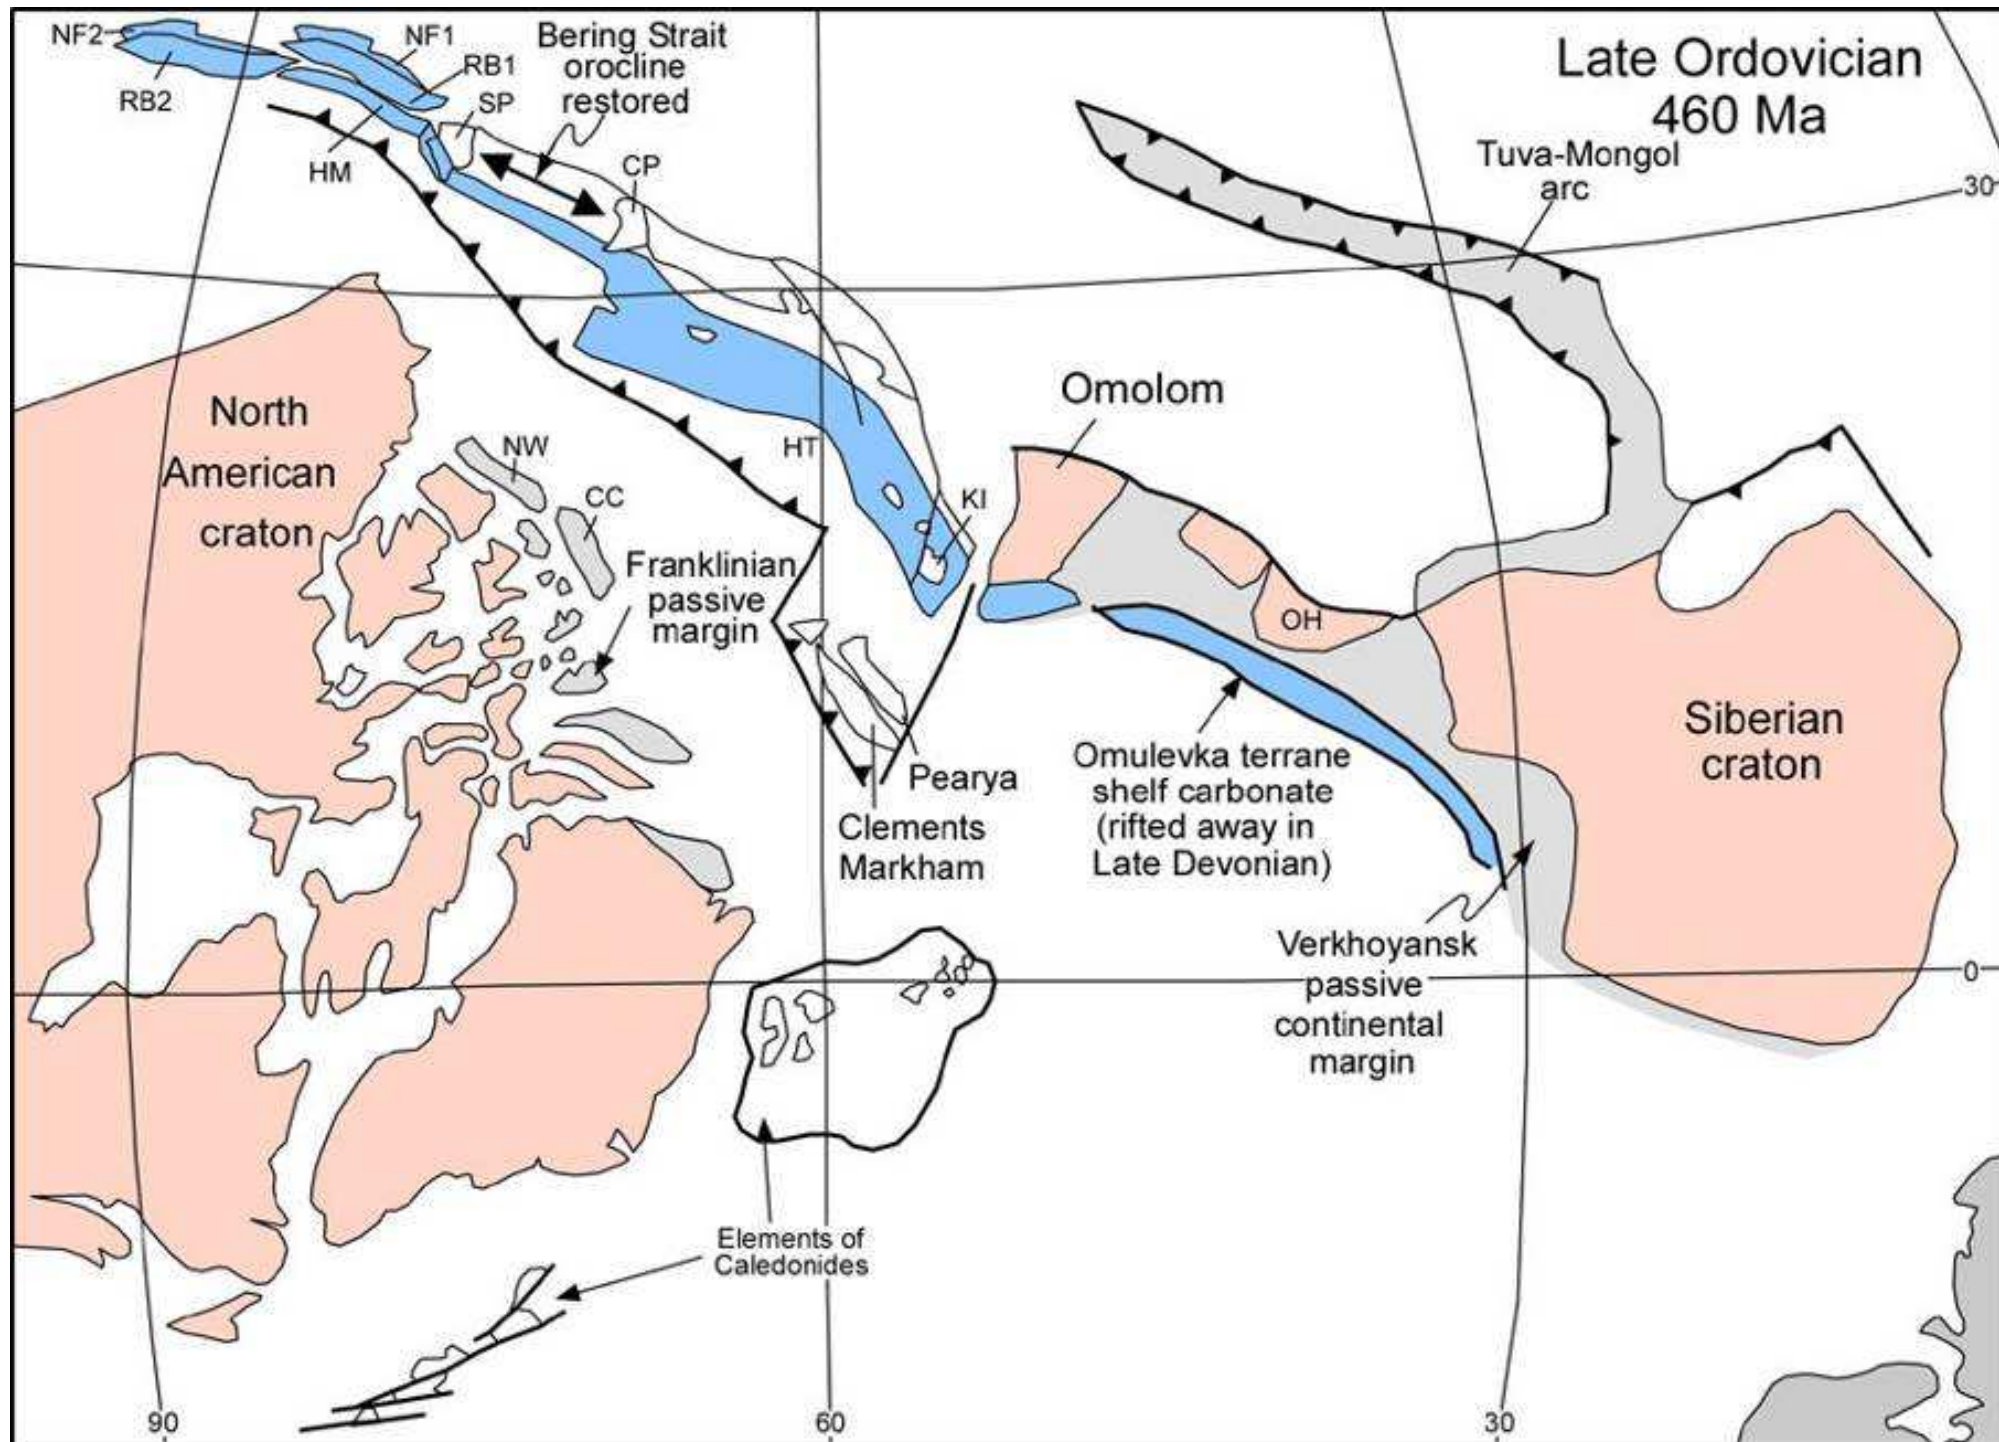 Late Ordovician
460 Ma
NF2
RB2
NF1
RB1
SP
HM
Bering Strait
orocline
restored
CP
Tuva-Mongol
arc
30
North
American
craton
NW
CC
HT
KI
Omolom
Franklinian
passive
margin
OH
Siberian
craton
Pearya
Clements
Markham
Omulevka terrane
shelf carbonate
(rifted away in
Late Devonian)
Verkhoyansk
passive
continental
margin
0
Elements of
Caledonides
90
60
30